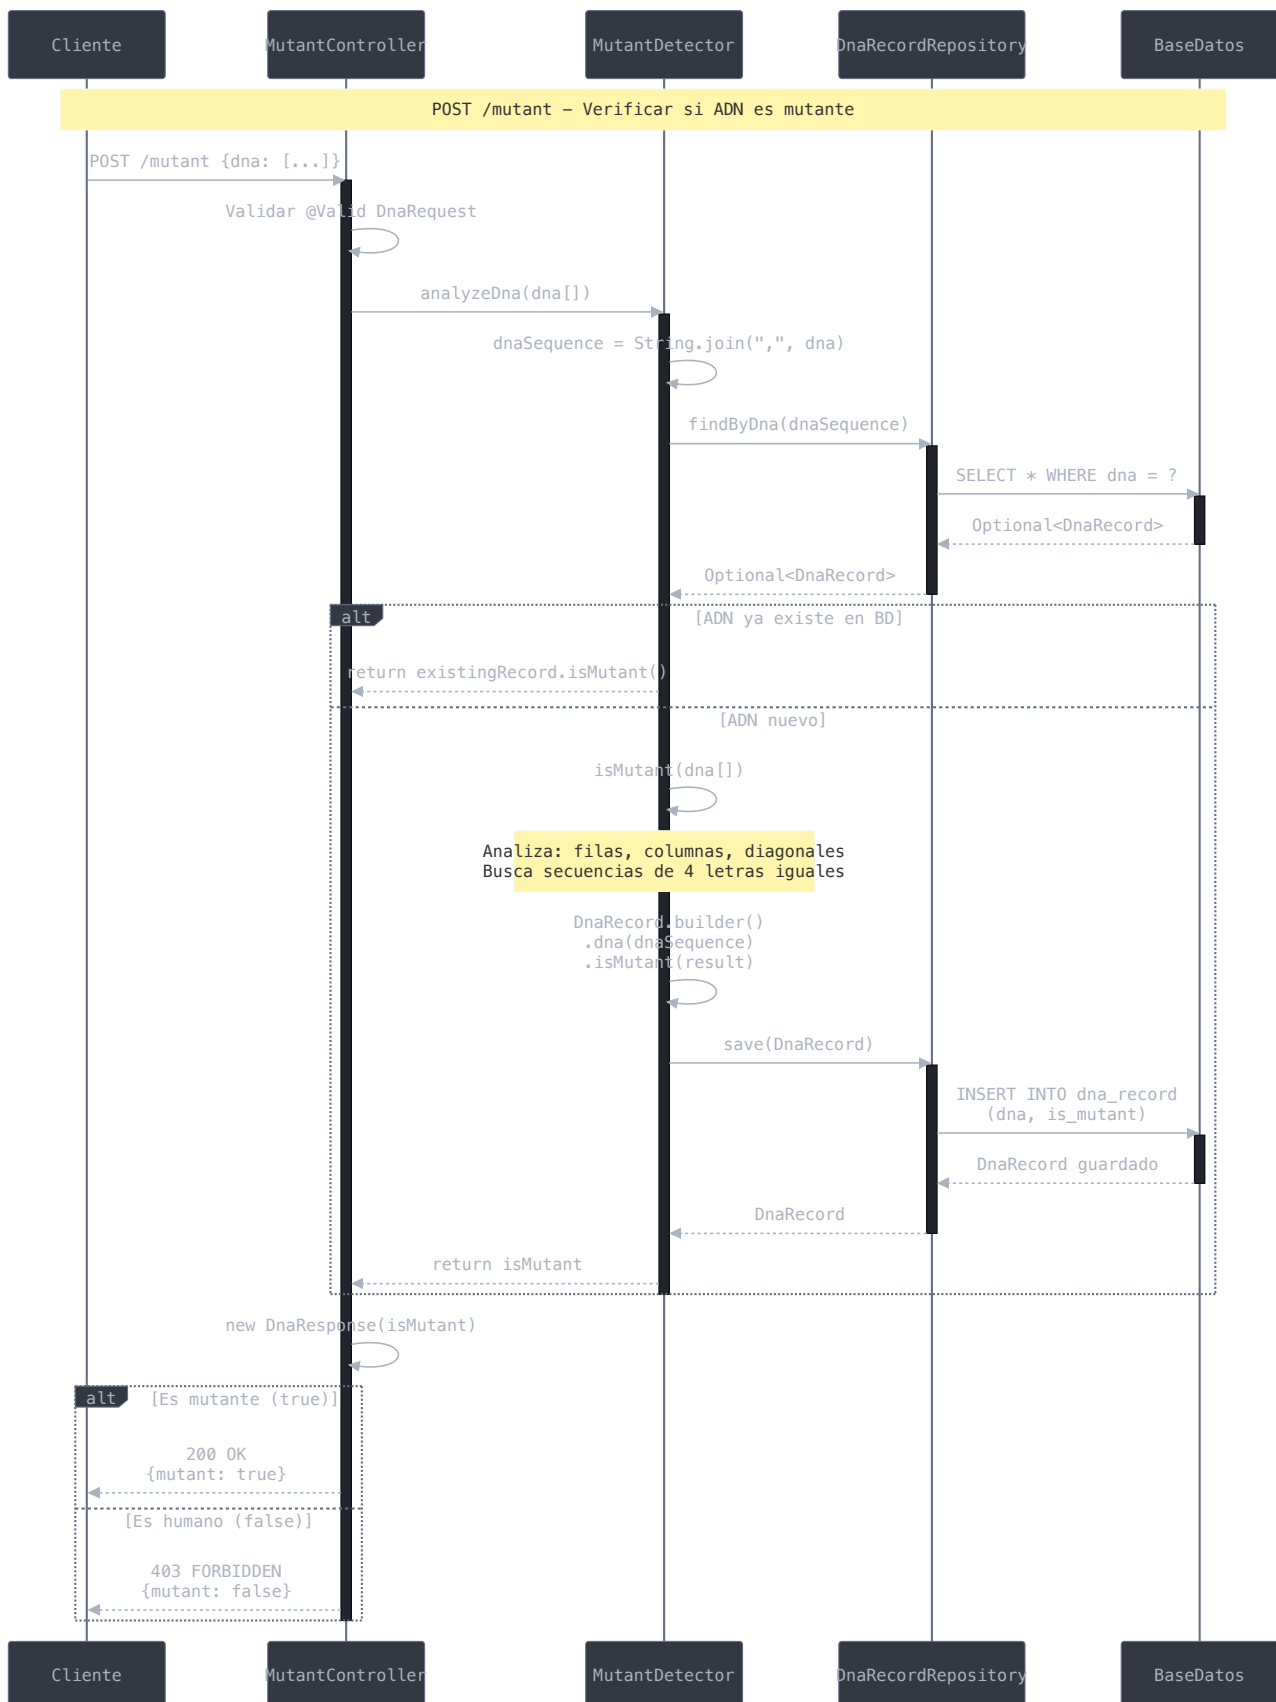 Cliente
MutantController
MutantDetector
DnaRecordRepository
BaseDatos
POST /mutant – Verificar si ADN es mutante
POST /mutant {dna: [...]}
Validar @Valid DnaRequest
analyzeDna(dna[])
dnaSequence = String.join(",", dna)
findByDna(dnaSequence)
SELECT * WHERE dna = ?
Optional<DnaRecord>
Optional<DnaRecord>
alt
[ADN ya existe en BD]
return existingRecord.isMutant()
[ADN nuevo]
isMutant(dna[])
Analiza: filas, columnas, diagonales
Busca secuencias de 4 letras iguales
DnaRecord.builder()
.dna(dnaSequence)
.isMutant(result)
save(DnaRecord)
INSERT INTO dna_record
(dna, is_mutant)
DnaRecord guardado
DnaRecord
return isMutant
new DnaResponse(isMutant)
alt
[Es mutante (true)]
200 OK
{mutant: true}
[Es humano (false)]
403 FORBIDDEN
{mutant: false}
Cliente
MutantController
MutantDetector
DnaRecordRepository
BaseDatos